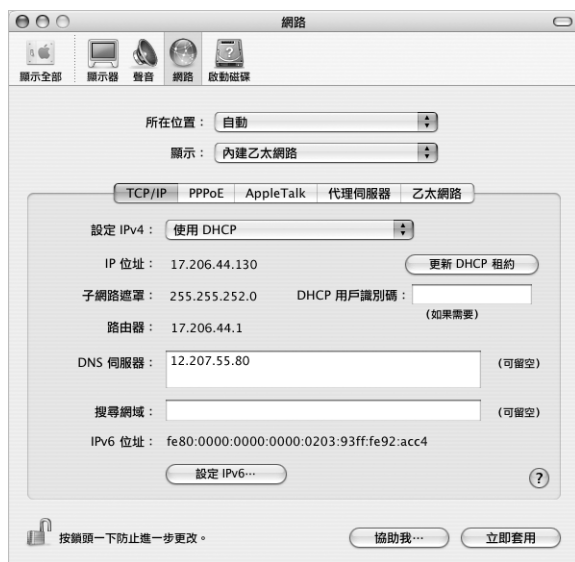 網路
顯示全部 顯示器 聲音 網路 啟動磁碟
所在位置： 自動
顯示： 內建乙太網路
TCP/IP PPPoE AppleTalk 代理伺服器 乙太網路
設定 IPv4： 使用 DHCP
IP 位址： 17.206.44.130 更新 DHCP 租約
子網路遮罩： 255.255.252.0 DHCP 用戶識別碼：
(如果需要)
路由器： 17.206.44.1
DNS 伺服器： 12.207.55.80 (可留空)
搜尋網域： (可留空)
IPv6 位址： fe80:0000:0000:0000:0203:93ff:fe92:acc4
設定 IPv6⋯ ?
按鎖頭一下防止進一步更改。 協助我⋯ 立即套用